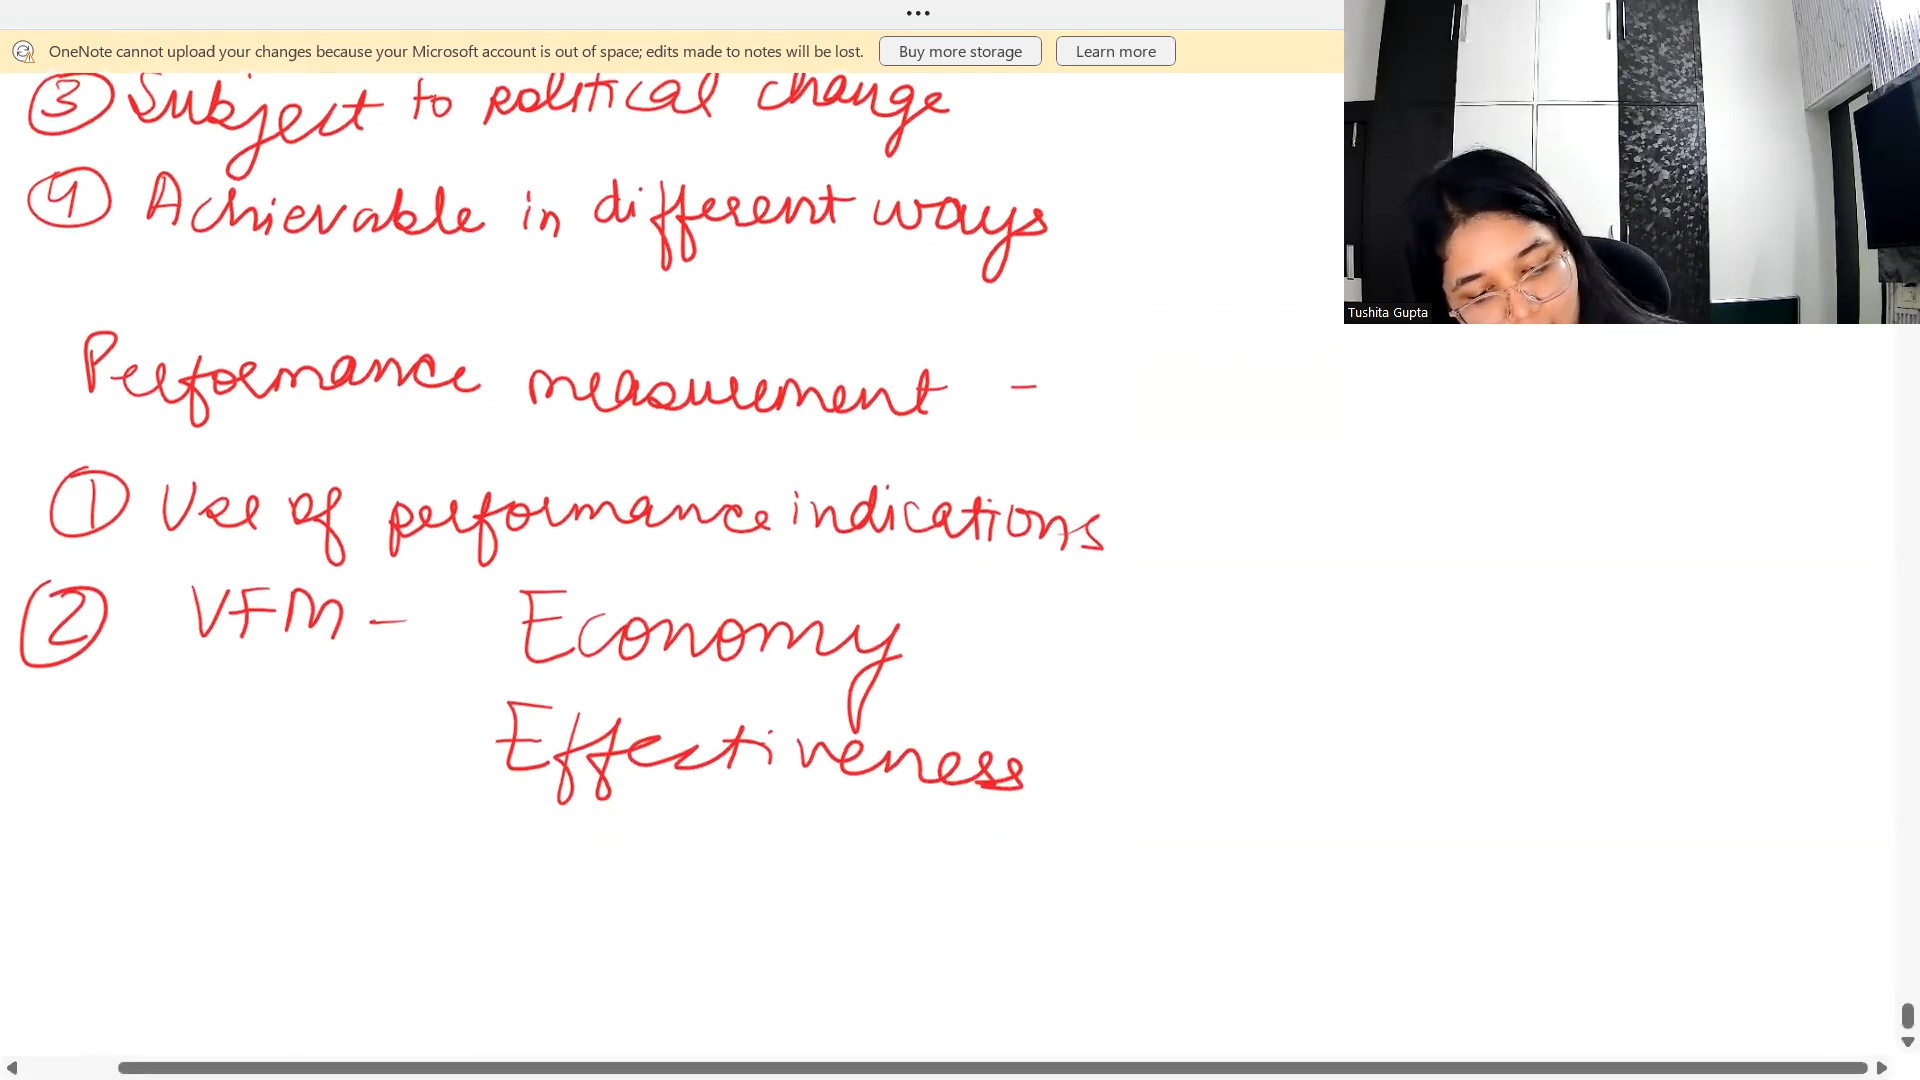 ...
OneNote cannot upload your changes because your Microsoft account is out of space; edits made to notes will be lost.
Buy more storage
Learn more
③ Subject to political change
④ Achievable in different ways
Tushita Gupta
Performance measurement -
① Use of performance indications
② VFM - Economy
Effectiveness